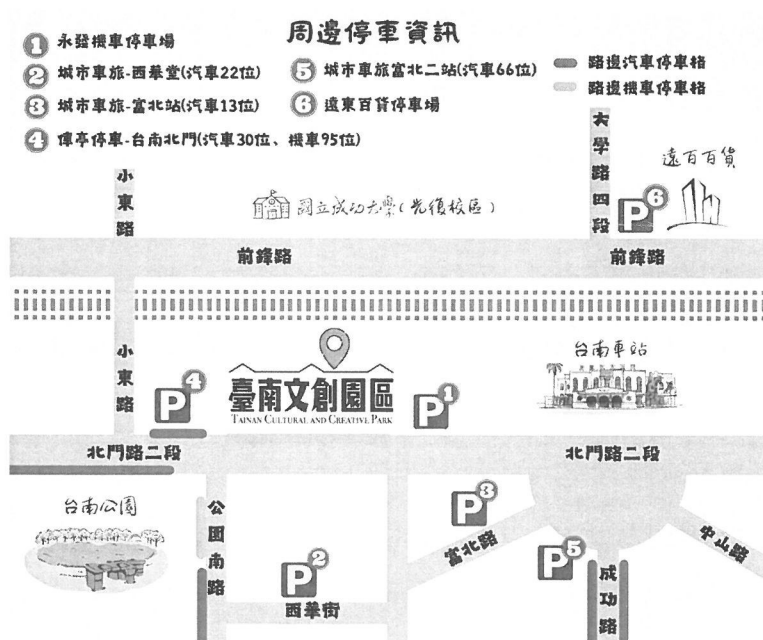 周邊停車資訊
1 永發機車停車場
2 城市車旅-西華堂(汽車22位)
3 城市車旅-富北站(汽車13位)
4 俥亭停車-台南北門(汽車30位、機車95位)
5 城市車旅富北二站(汽車66位)
6 遠東百貨停車場
路邊汽車停車格
路邊機車停車格
小東路
國立成功大學(光復校區)
大學路四段
P6
遠百百貨
前鋒路
前鋒路
小東路
P4
臺南文創園區
TAINAN CULTURAL AND CREATIVE PARK
P1
台南車站
北門路二段
北門路二段
台南公園
公園南路
P2
西華街
P3
富北路
P5
成功路
中山路